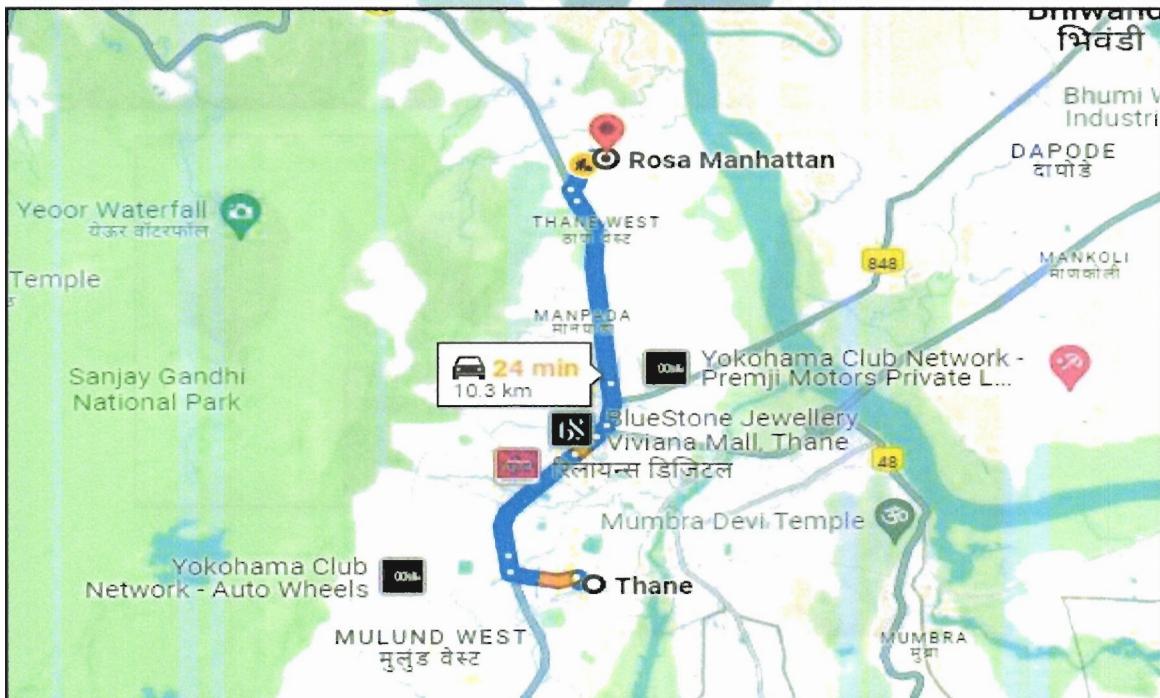 Bhiwandi
भिवंडी
Bhumi W
Industri
DAPODE
दापोडे
Rosa Manhattan
Yeoor Waterfall
येऊर वॉटरफॉल
THANE WEST
ठाणे वेस्ट
848
MANKOLI
माणकोली
Temple
MANPADA
मानपाडा
24 min
10.3 km
Yokohama Club Network -
Premji Motors Private L...
Sanjay Gandhi
National Park
BlueStone Jewellery
Viviana Mall, Thane
रिलायन्स डिजिटल
48
Mumbra Devi Temple
Yokohama Club
Network - Auto Wheels
Thane
MULUND WEST
मुलुंड वेस्ट
MUMBRA
मुंब्रा